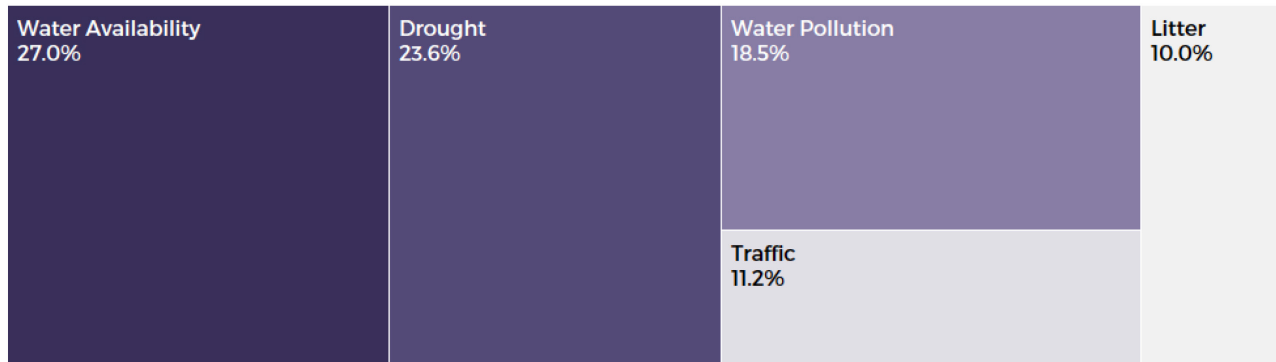 Water Availability
27.0%
Drought
23.6%
Water Pollution
18.5%
Traffic
11.2%
Litter
10.0%